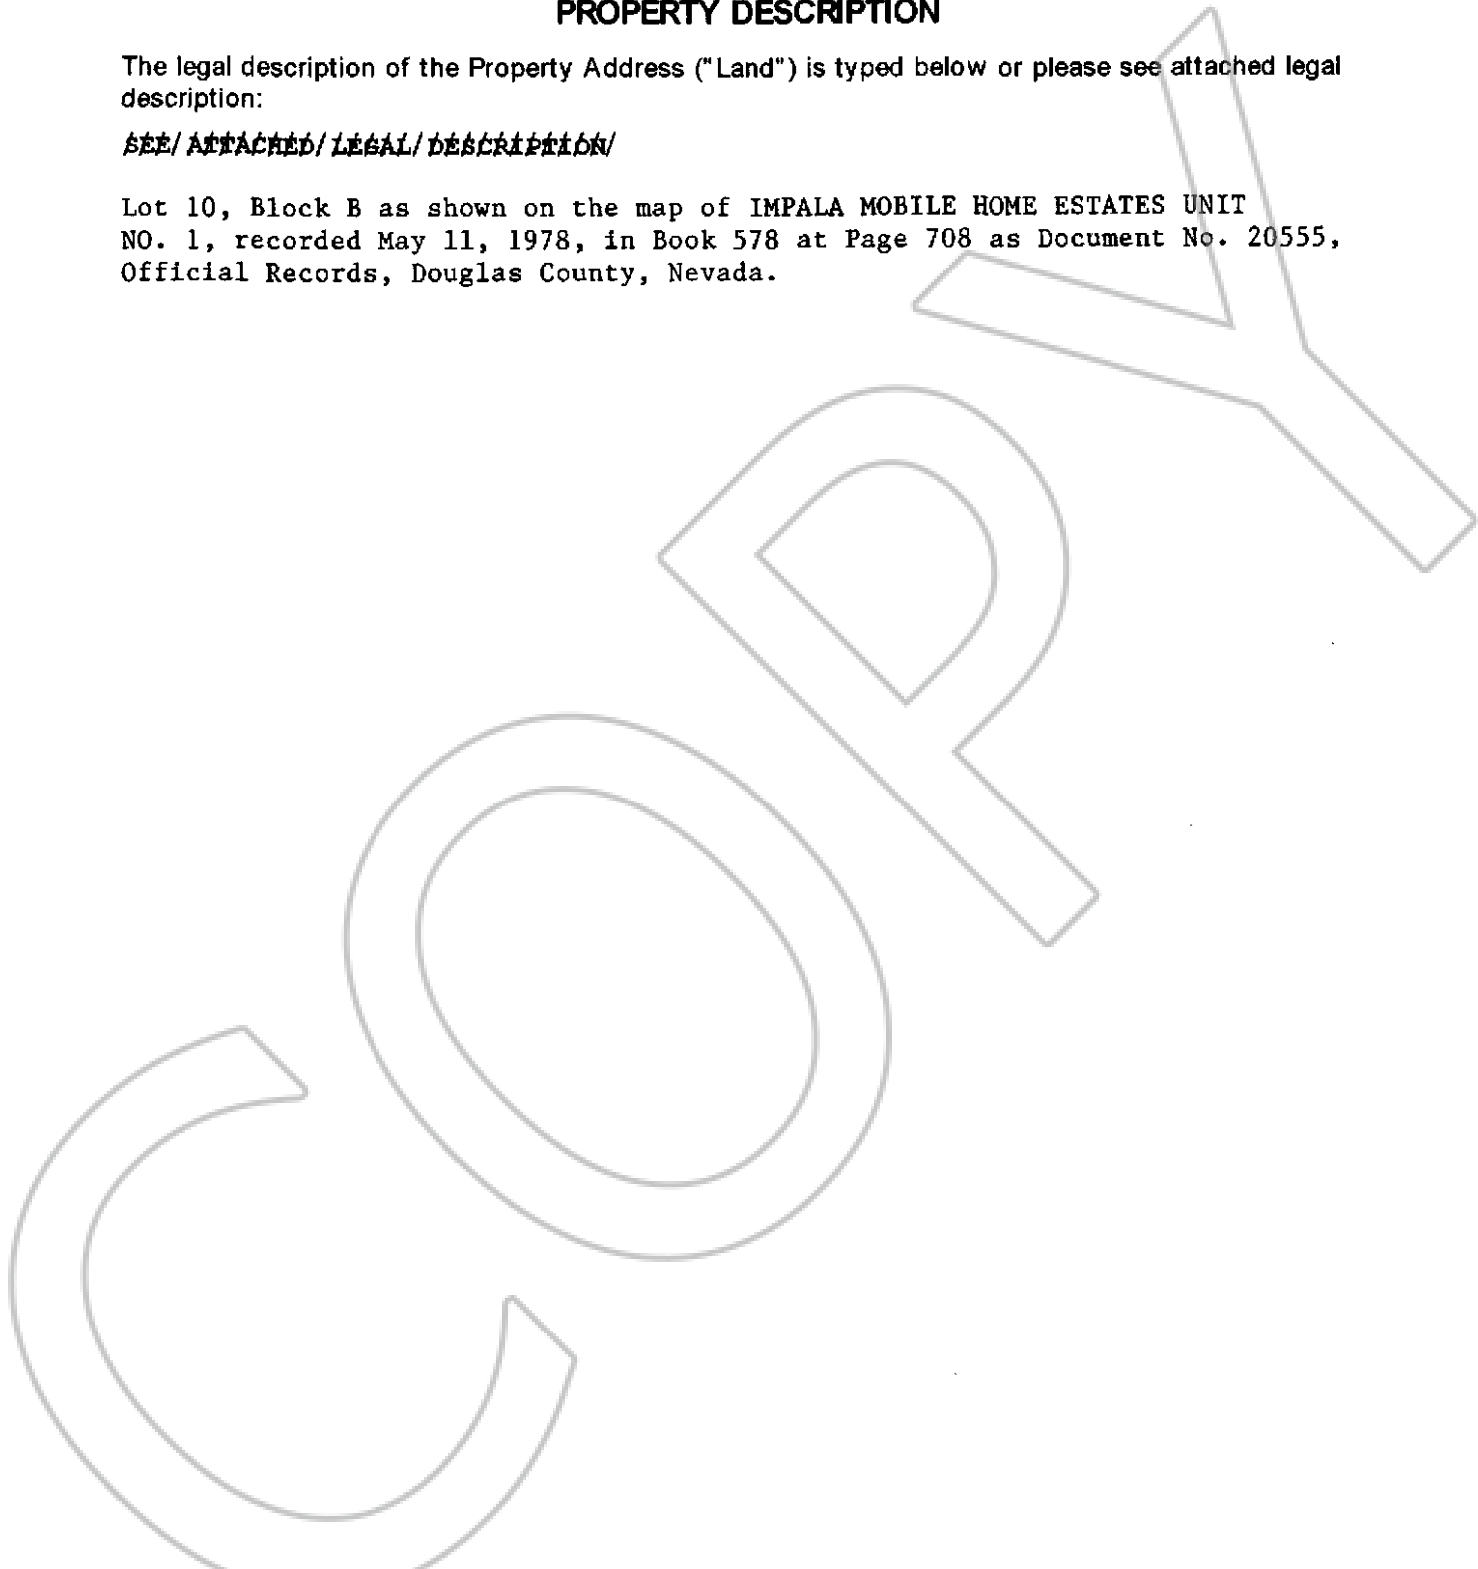 PROPERTY DESCRIPTION
The legal description of the Property Address ("Land") is typed below or please see attached legal
description:
SEE ATTACHED LEGAL DESCRIPTION
Lot 10, Block B as shown on the map of IMPALA MOBILE HOME ESTATES UNIT
NO. 1, recorded May 11, 1978, in Book 578 at Page 708 as Document No. 20555,
Official Records, Douglas County, Nevada.
COPY